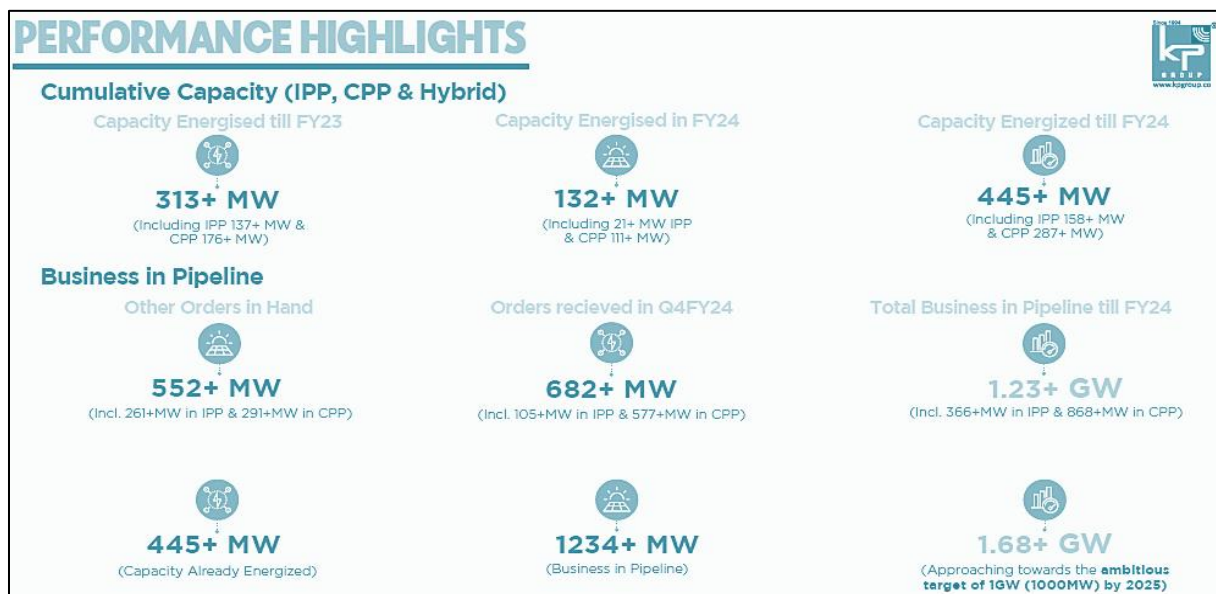 PERFORMANCE HIGHLIGHTS
Since 1994
®
kp
GROUP
www.kpgroup.co
Cumulative Capacity (IPP, CPP & Hybrid)
Capacity Energised till FY23
313+ MW
(Including IPP 137+ MW &
CPP 176+ MW)
Capacity Energised in FY24
132+ MW
(Including 21+ MW IPP
& CPP 111+ MW)
Capacity Energized till FY24
445+ MW
(Including IPP 158+ MW
& CPP 287+ MW)
Business in Pipeline
Other Orders in Hand
552+ MW
(Incl. 261+MW in IPP & 291+MW in CPP)
Orders recieved in Q4FY24
682+ MW
(Incl. 105+MW in IPP & 577+MW in CPP)
Total Business in Pipeline till FY24
1.23+ GW
(Incl. 366+MW in IPP & 868+MW in CPP)
445+ MW
(Capacity Already Energized)
1234+ MW
(Business in Pipeline)
1.68+ GW
(Approaching towards the ambitious
target of 1GW (1000MW) by 2025)